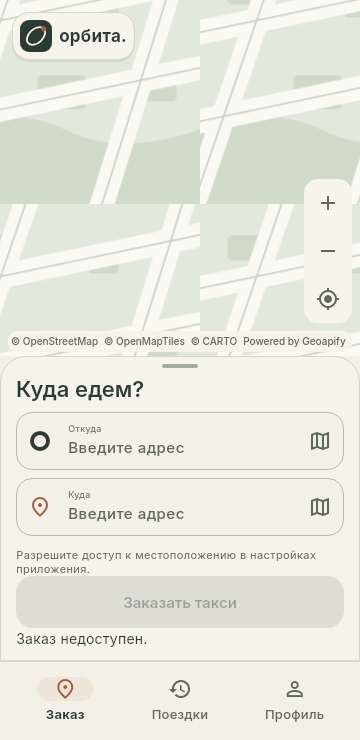 орбита.
© OpenStreetMap © OpenMapTiles © CARTO Powered by Geoapify
Куда едем?
Откуда
Введите адрес
Куда
Введите адрес
Разрешите доступ к местоположению в настройках
приложения.
Заказать такси
Заказ недоступен.
Заказ Поездки Профиль